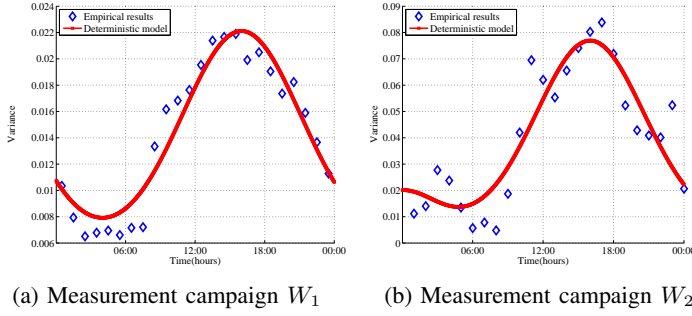 0.024
0.022
0.02
0.018
0.016
0.014
0.012
0.01
0.008
0.006
Variance
Empirical results
Deterministic model
06:00
12:00
18:00
00:00
Time(hours)
(a) Measurement campaign W1
0.09
0.08
0.07
0.06
0.05
0.04
0.03
0.02
0.01
0
Variance
Empirical results
Deterministic model
06:00
12:00
18:00
00:00
Time(hours)
(b) Measurement campaign W2